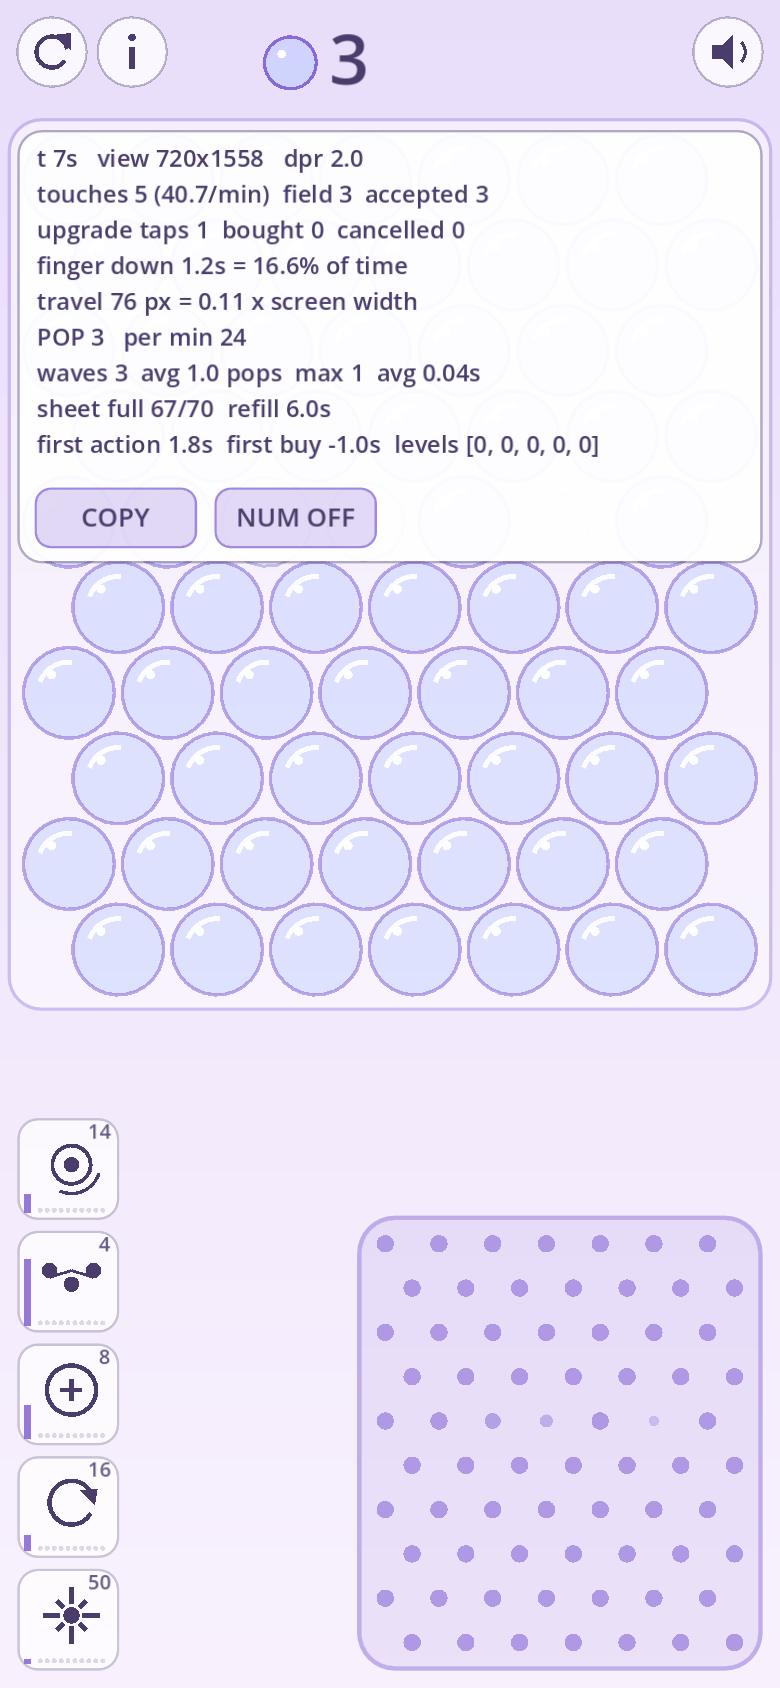 3
t 7s view 720x1558 dpr 2.0
touches 5 (40.7/min) field 3 accepted 3
upgrade taps 1 bought 0 cancelled 0
finger down 1.2s = 16.6% of time
travel 76 px = 0.11 x screen width
POP 3 per min 24
waves 3 avg 1.0 pops max 1 avg 0.04s
sheet full 67/70 refill 6.0s
first action 1.8s first buy -1.0s levels [0, 0, 0, 0, 0]
COPY NUM OFF
14
4
8
16
50